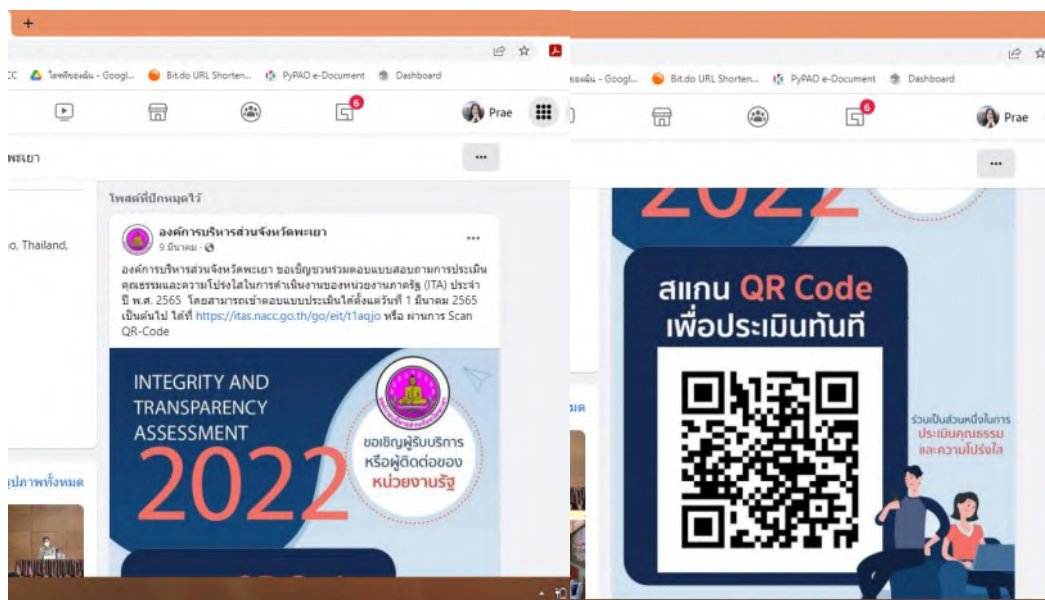 CC
ไดฟ์ของฉัน - Googl...
Bit.do URL Shorten...
PyPAO e-Document
Dashboard
6
Prae
พะเยา
โพสต์ที่ปักหมุดไว้
องค์การบริหารส่วนจังหวัดพะเยา
9 มีนาคม ·
o, Thailand,
องค์การบริหารส่วนจังหวัดพะเยา ขอเชิญชวนร่วมตอบแบบสอบถามการประเมิน
คุณธรรมและความโปร่งใสในการดำเนินงานของหน่วยงานภาครัฐ (ITA) ประจำ
ปี พ.ศ. 2565 โดยสามารถเข้าตอบแบบประเมินได้ตั้งแต่วันที่ 1 มีนาคม 2565
เป็นต้นไป ได้ที่ https://itas.nacc.go.th/go/eit/t1aqjo หรือ ผ่านการ Scan
QR-Code
INTEGRITY AND
TRANSPARENCY
ASSESSMENT
2022
ขอเชิญผู้รับบริการ
หรือผู้ติดต่อของ
หน่วยงานรัฐ
รูปภาพทั้งหมด
ของฉัน - Googl...
Bit.do URL Shorten...
PyPAO e-Document
Dashboard
6
Prae
2022
สแกน QR Code
เพื่อประเมินทันที
ร่วมเป็นส่วนหนึ่งในการ
ประเมินคุณธรรม
และความโปร่งใส